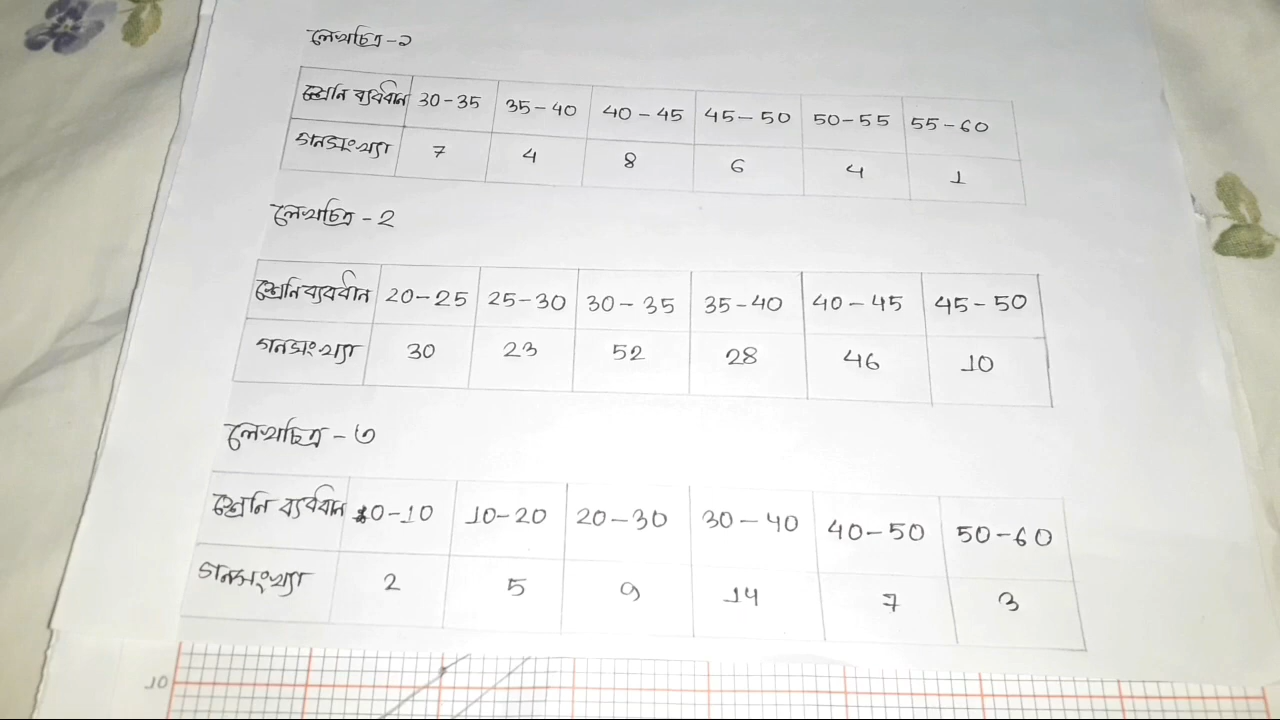 লেখচিত্র-১
শ্রেনি ব্যবধান 30-35 35-40 40-45 45-50 50-55 55-60
গনসংখ্যা 7 4 8 6 4 1
লেখচিত্র-2
শ্রেনি ব্যবধান 20-25 25-30 30-35 35-40 40-45 45-50
গনসংখ্যা 30 23 52 28 46 10
লেখচিত্র-৩
শ্রেনি ব্যবধান 0-10 10-20 20-30 30-40 40-50 50-60
গনসংখ্যা 2 5 9 14 7 3
10